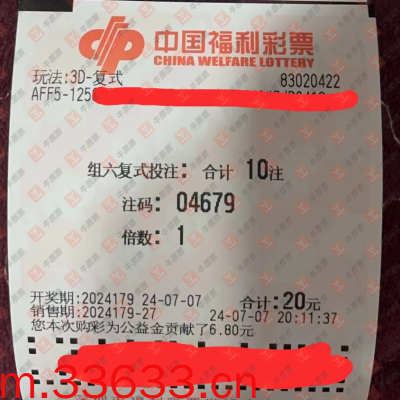 中国福利彩票
CHINA WELFARE LOTTERY
玩法:3D-复式 83020422
AFF5-125
组六复式投注: 合计 10注
注码: 04679
倍数: 1
开奖期:2024179 24-07-07 合计:20元
销售期:2024179-27 24-07-07 20:11:37
您本次购彩为公益金贡献了6.80元
m.33633.cn